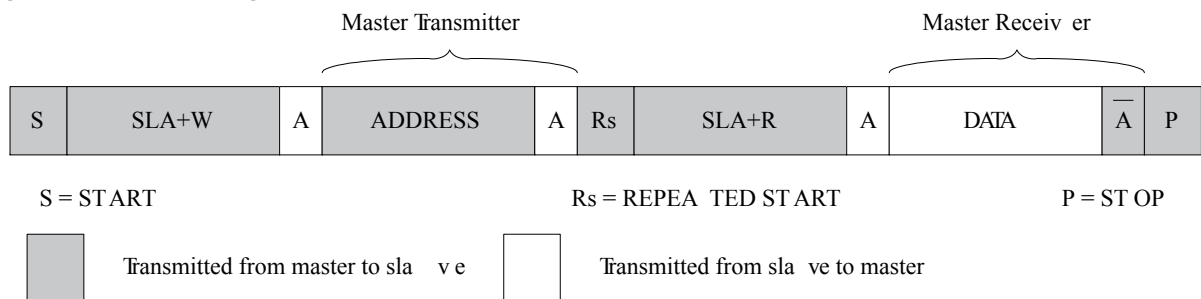 Master Transmitter Master Receiv er
S SLA+W A ADDRESS A Rs SLA+R A DATA A̅ P
S = ST ART Rs = REPEA TED ST ART P = ST OP
Transmitted from master to sla v e Transmitted from sla ve to master